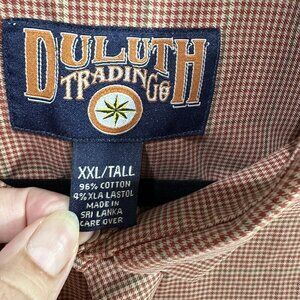 DULUTH
TRADING CO
XXL/TALL
96% COTTON
4% XLA LASTOL
MADE IN
SRI LANKA
CARE OVER